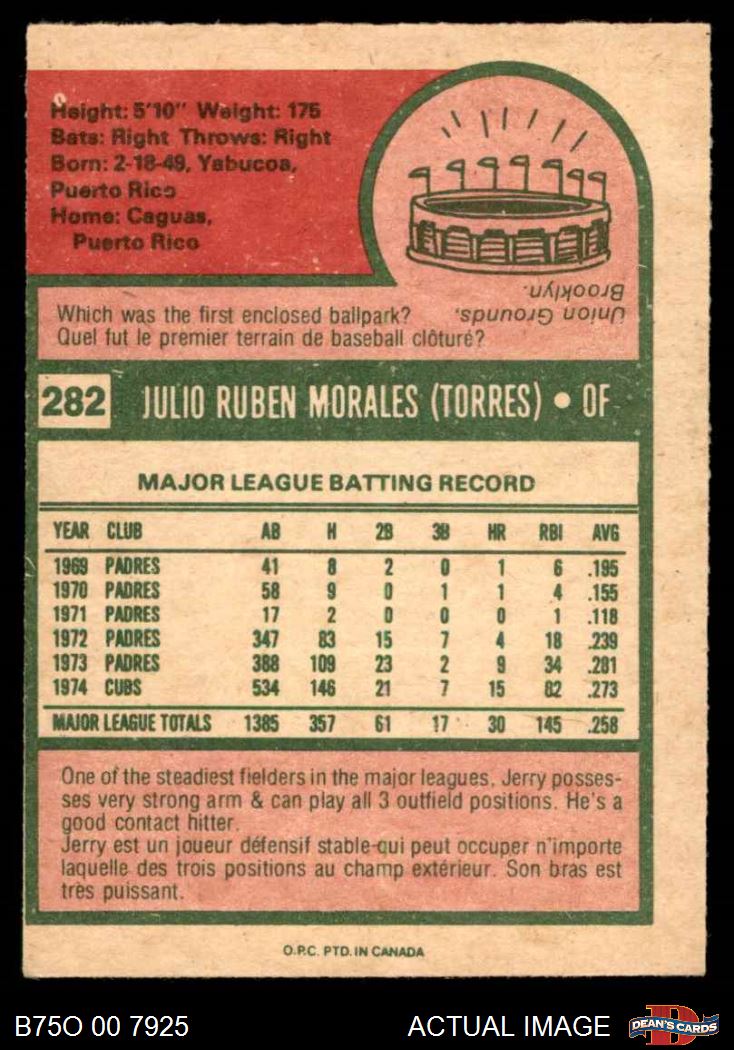 Height: 5'10" Weight: 175
Bats: Right Throws: Right
Born: 2-18-49, Yabucoa,
Puerto Rico
Home: Caguas,
Puerto Rico
Which was the first enclosed ballpark?
Quel fut le premier terrain de baseball clôturé?
Union Grounds,
Brooklyn.
282 JULIO RUBEN MORALES (TORRES) • OF
MAJOR LEAGUE BATTING RECORD
YEAR CLUB AB H 2B 3B HR RBI AVG
1969 PADRES 41 8 2 0 1 6 .195
1970 PADRES 58 9 0 1 1 4 .155
1971 PADRES 17 2 0 0 0 1 .118
1972 PADRES 347 83 15 7 4 18 .239
1973 PADRES 388 109 23 2 9 34 .281
1974 CUBS 534 146 21 7 15 82 .273
MAJOR LEAGUE TOTALS 1385 357 61 17 30 145 .258
One of the steadiest fielders in the major leagues, Jerry posses-
ses very strong arm & can play all 3 outfield positions. He's a
good contact hitter.
Jerry est un joueur défensif stable-qui peut occuper n'importe
laquelle des trois positions au champ extérieur. Son bras est
très puissant.
O.P.C. PTD. IN CANADA
B75O 00 7925
ACTUAL IMAGE
D
DEAN'S CARDS